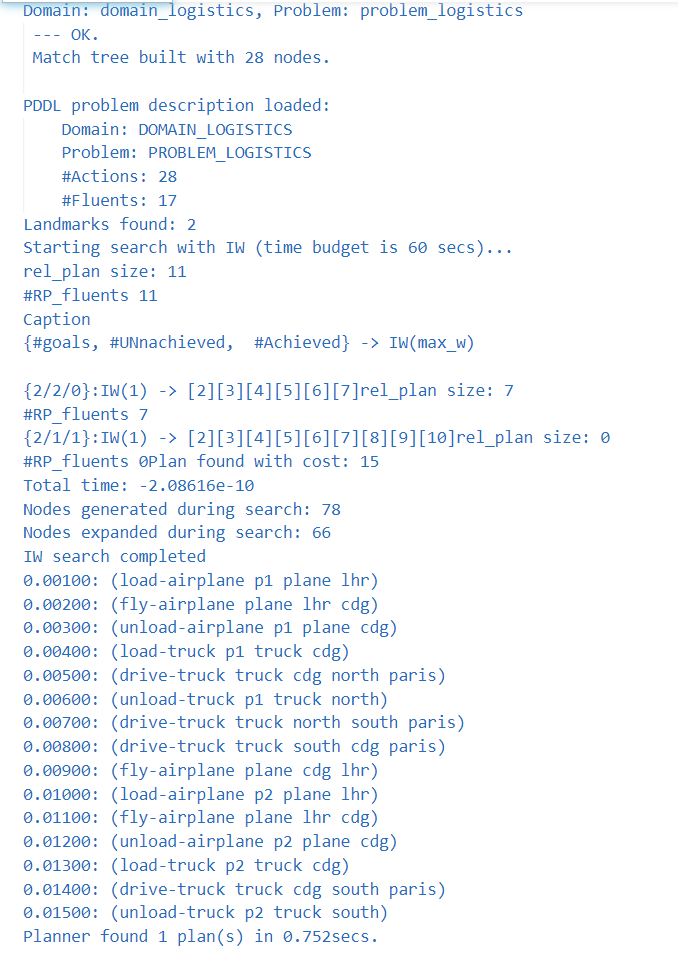 Domain: domain_logistics, Problem: problem_logistics
--- OK.
Match tree built with 28 nodes.
PDDL problem description loaded:
Domain: DOMAIN_LOGISTICS
Problem: PROBLEM_LOGISTICS
#Actions: 28
#Fluents: 17
Landmarks found: 2
Starting search with IW (time budget is 60 secs)...
rel_plan size: 11
#RP_fluents 11
Caption
{#goals, #UNnachieved,  #Achieved} -> IW(max_w)
{2/2/0}:IW(1) -> [2][3][4][5][6][7]rel_plan size: 7
#RP_fluents 7
{2/1/1}:IW(1) -> [2][3][4][5][6][7][8][9][10]rel_plan size: 0
#RP_fluents 0Plan found with cost: 15
Total time: -2.08616e-10
Nodes generated during search: 78
Nodes expanded during search: 66
IW search completed
0.00100: (load-airplane p1 plane lhr)
0.00200: (fly-airplane plane lhr cdg)
0.00300: (unload-airplane p1 plane cdg)
0.00400: (load-truck p1 truck cdg)
0.00500: (drive-truck truck cdg north paris)
0.00600: (unload-truck p1 truck north)
0.00700: (drive-truck truck north south paris)
0.00800: (drive-truck truck south cdg paris)
0.00900: (fly-airplane plane cdg lhr)
0.01000: (load-airplane p2 plane lhr)
0.01100: (fly-airplane plane lhr cdg)
0.01200: (unload-airplane p2 plane cdg)
0.01300: (load-truck p2 truck cdg)
0.01400: (drive-truck truck cdg south paris)
0.01500: (unload-truck p2 truck south)
Planner found 1 plan(s) in 0.752secs.